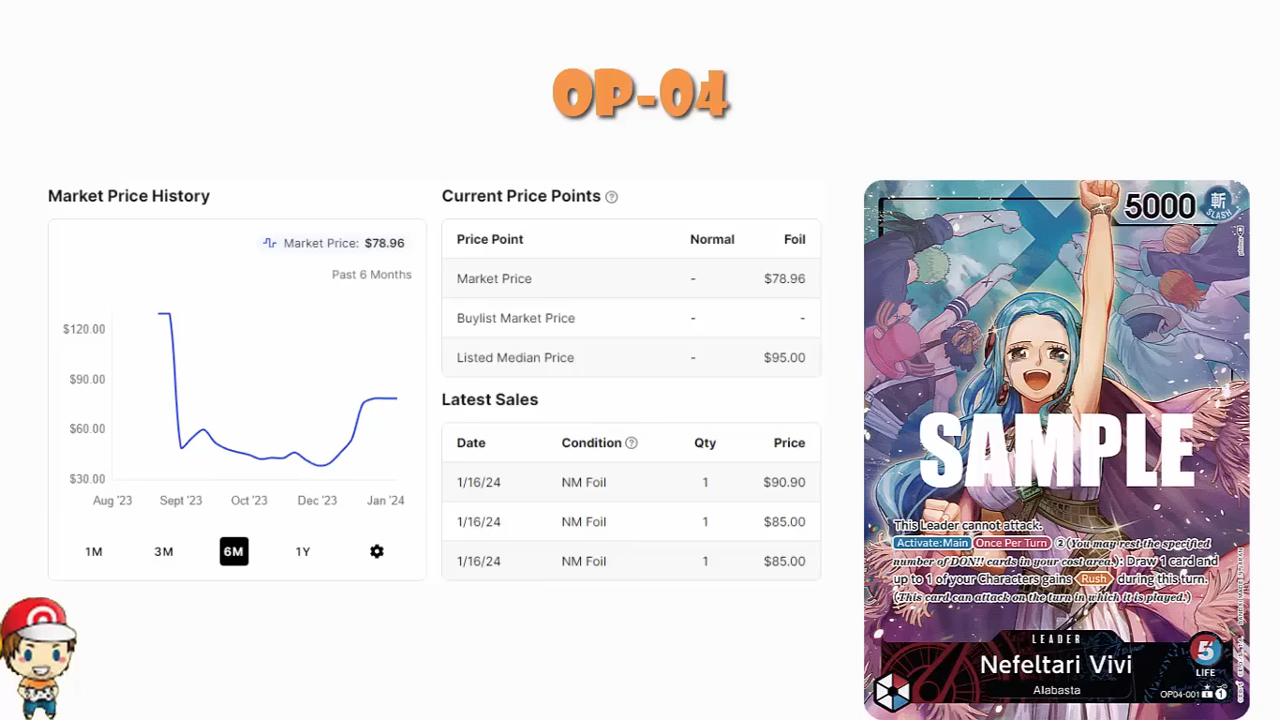 OP-04
Market Price History
Market Price: $78.96
Past 6 Months
$120.00
$90.00
$60.00
$30.00
Aug '23 Sept '23 Oct '23 Dec '23 Jan '24
1M 3M 6M 1Y
Current Price Points
Price Point Normal Foil
Market Price - $78.96
Buylist Market Price - -
Listed Median Price - $95.00
Latest Sales
Date Condition Qty Price
1/16/24 NM Foil 1 $90.90
1/16/24 NM Foil 1 $85.00
1/16/24 NM Foil 1 $85.00
5000 斬
SLASH
SAMPLE
This Leader cannot attack.
Activate:Main Once Per Turn ② (You may rest the specified
number of DON!! cards in your cost area.): Draw 1 card and
up to 1 of your Characters gains Rush during this turn.
(This card can attack on the turn in which it is played.)
LEADER
Nefeltari Vivi
Alabasta
5
LIFE
OP04-001 L 1